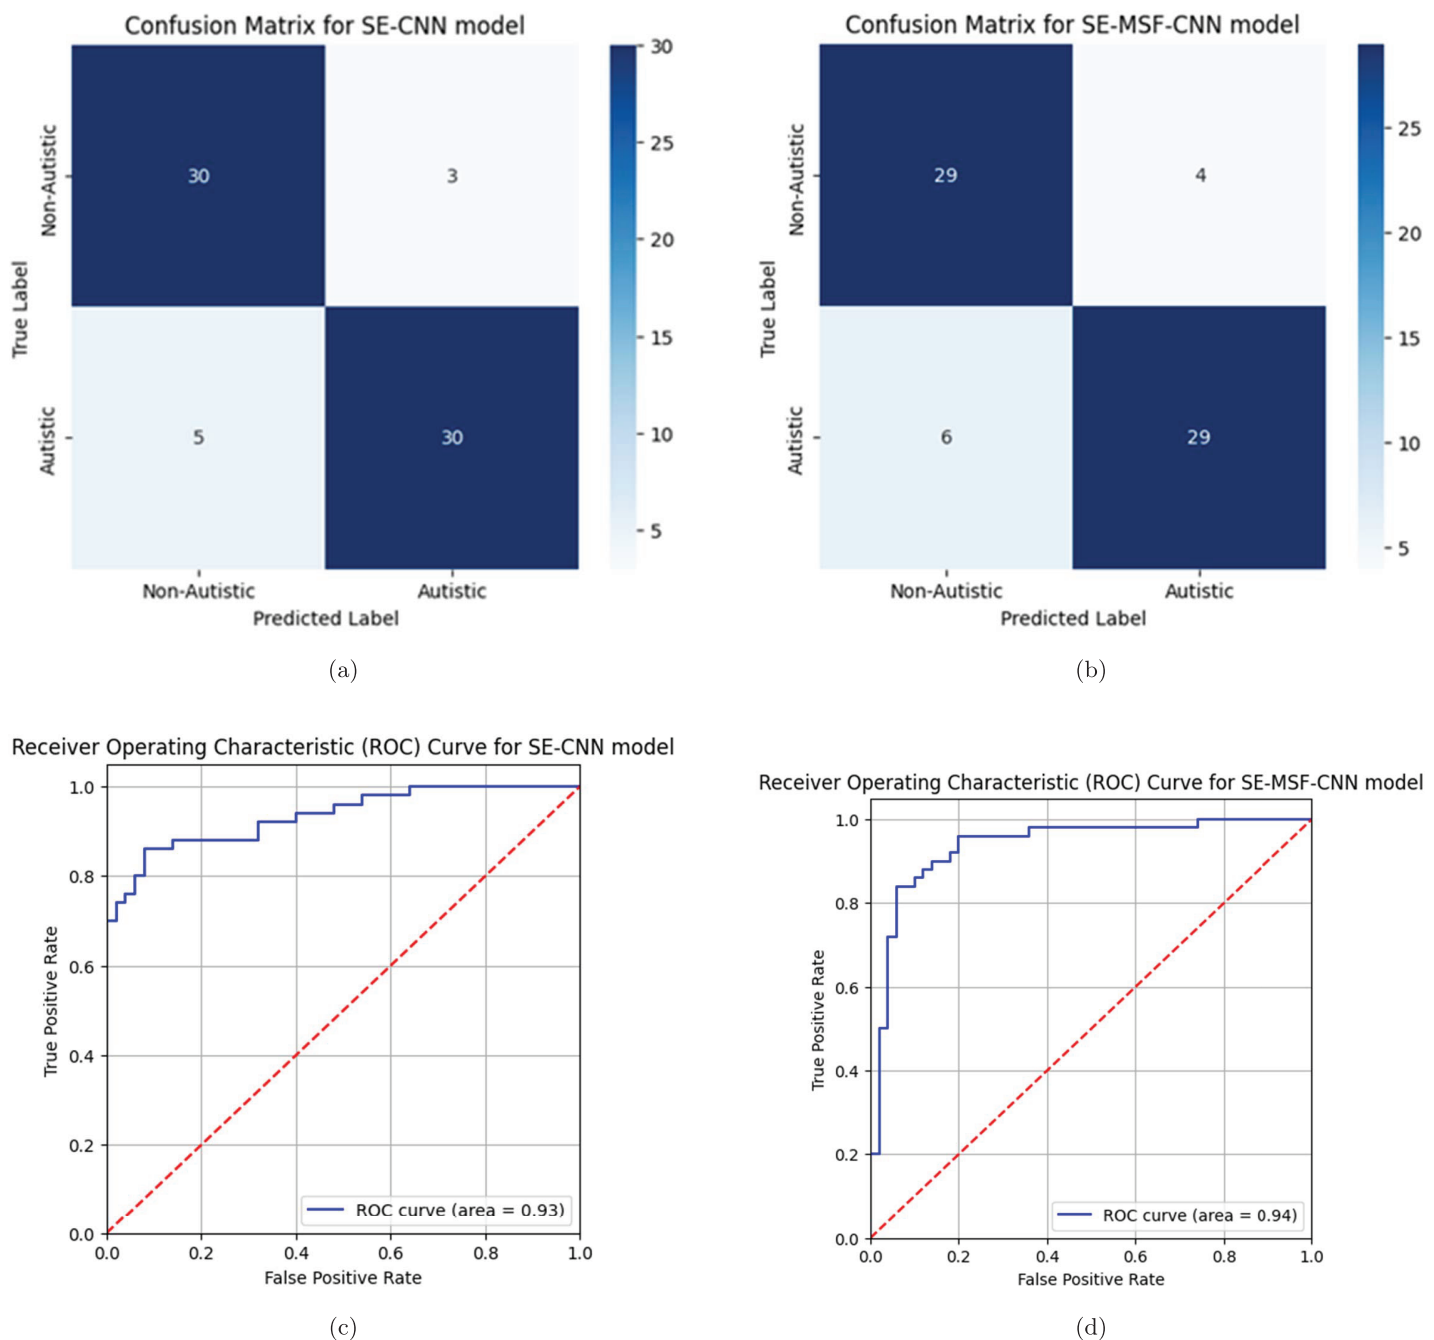 Confusion Matrix for SE-CNN model
30
25
20
15
10
5
30
3
5
30
Non-Autistic
Autistic
True Label
Non-Autistic
Autistic
Predicted Label
(a)
Confusion Matrix for SE-MSF-CNN model
25
20
15
10
5
29
4
6
29
Non-Autistic
Autistic
True Label
Non-Autistic
Autistic
Predicted Label
(b)
Receiver Operating Characteristic (ROC) Curve for SE-CNN model
1.0
0.8
0.6
0.4
0.2
0.0
True Positive Rate
ROC curve (area = 0.93)
0.0 0.2 0.4 0.6 0.8 1.0
False Positive Rate
(c)
Receiver Operating Characteristic (ROC) Curve for SE-MSF-CNN model
1.0
0.8
0.6
0.4
0.2
0.0
True Positive Rate
ROC curve (area = 0.94)
0.0 0.2 0.4 0.6 0.8 1.0
False Positive Rate
(d)